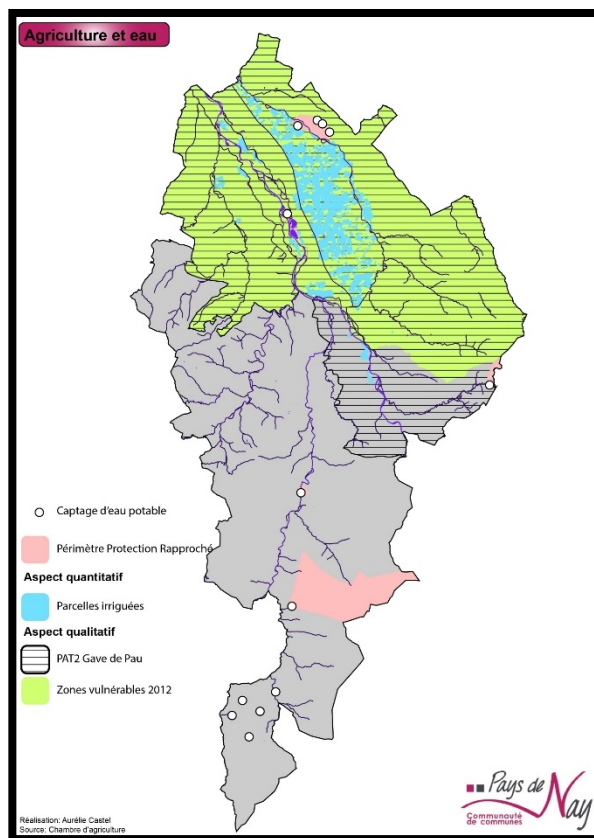 Agriculture et eau
Captage d'eau potable
Périmètre Protection Rapproché
Aspect quantitatif
Parcelles irriguées
Aspect qualitatif
PAT2 Gave de Pau
Zones vulnérables 2012
Réalisation: Aurélie Castel
Source: Chambre d'agriculture
Pays de Nay
Communauté
de communes